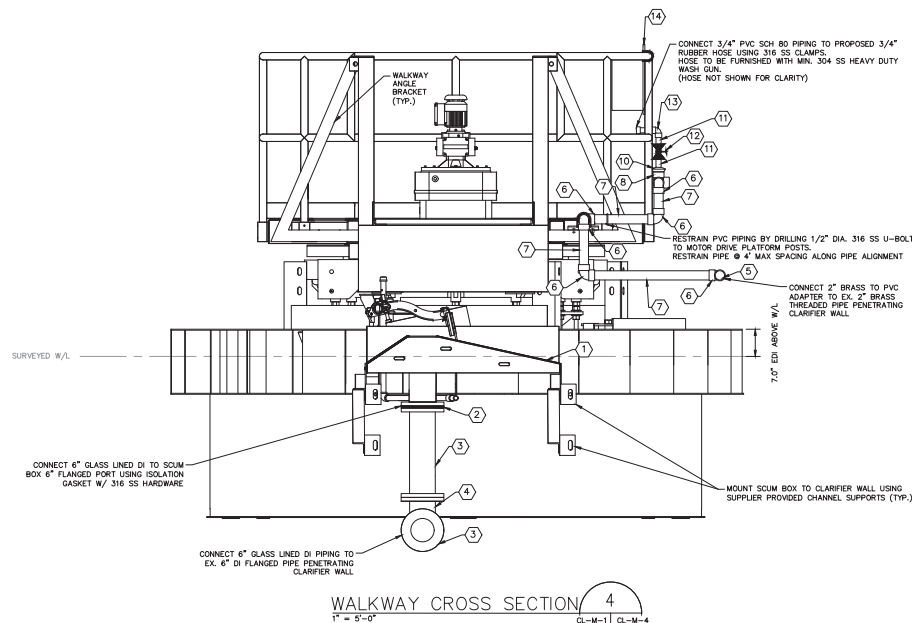 14
CONNECT 3/4" PVC SCH 80 PIPING TO PROPOSED 3/4"
RUBBER HOSE USING 316 SS CLAMPS.
HOSE TO BE FURNISHED WITH MIN. 304 SS HEAVY DUTY
WASH GUN.
(HOSE NOT SHOWN FOR CLARITY)
WALKWAY
ANGLE
BRACKET
(TYP.)
13
11
12
11
10
8
6
7
6
7
6
RESTRAIN PVC PIPING BY DRILLING 1/2" DIA. 316 SS U-BOLT
TO MOTOR DRIVE PLATFORM POSTS.
RESTRAIN PIPE @ 4' MAX SPACING ALONG PIPE ALIGNMENT
7
6
5
6
7
6
CONNECT 2" BRASS TO PVC
ADAPTER TO EX. 2" BRASS
THREADED PIPE PENETRATING
CLARIFIER WALL
SURVEYED W/L
1
7.0" EDI ABOVE W/L
2
CONNECT 6" GLASS LINED DI TO SCUM
BOX 6" FLANGED PORT USING ISOLATION
GASKET W/ 316 SS HARDWARE
3
4
MOUNT SCUM BOX TO CLARIFIER WALL USING
SUPPLIER PROVIDED CHANNEL SUPPORTS (TYP.)
3
CONNECT 6" GLASS LINED DI PIPING TO
EX. 6" DI FLANGED PIPE PENETRATING
CLARIFIER WALL
WALKWAY CROSS SECTION
1" = 5'-0"
4
CL-M-1 CL-M-4